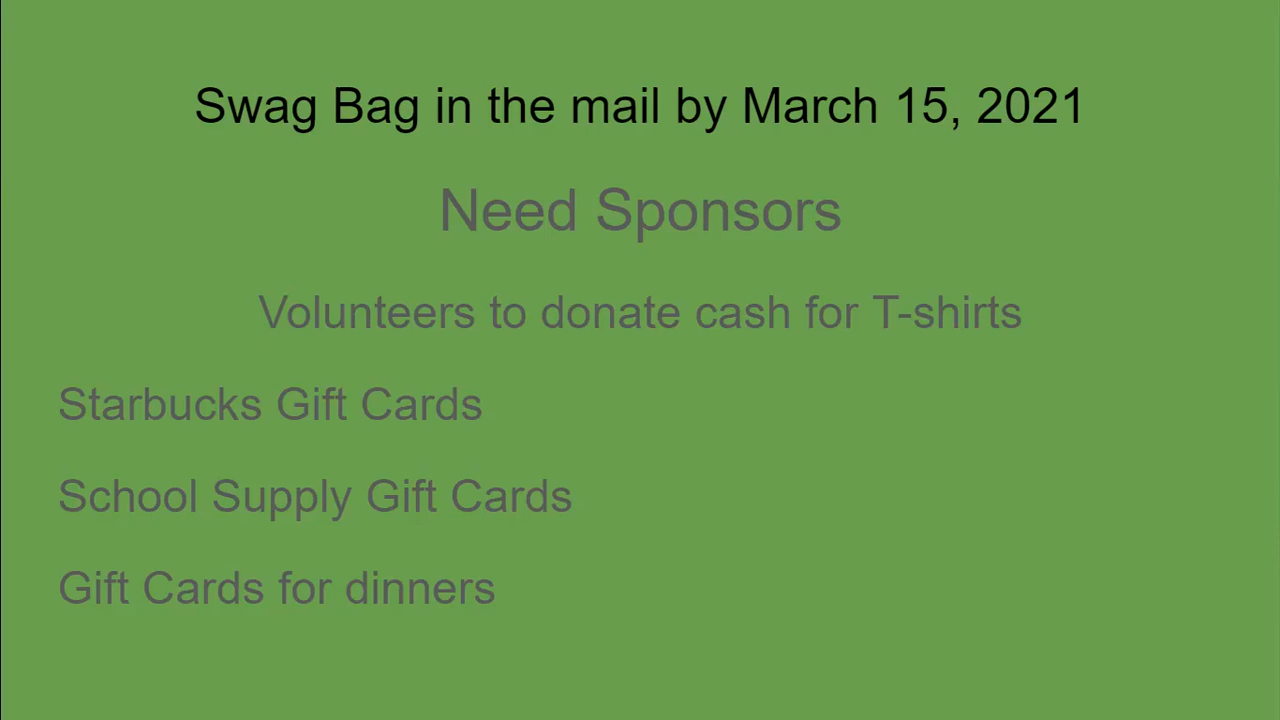 Swag Bag in the mail by March 15, 2021
Need Sponsors
Volunteers to donate cash for T-shirts
Starbucks Gift Cards
School Supply Gift Cards
Gift Cards for dinners